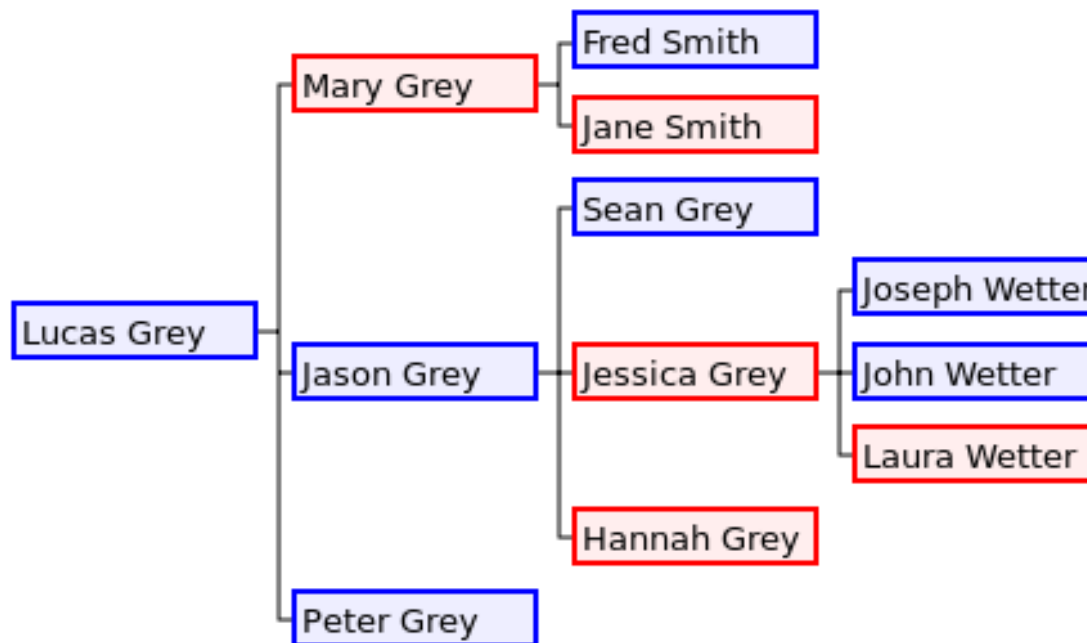 Fred Smith
Mary Grey
Jane Smith
Sean Grey
Joseph Wetter
Lucas Grey
Jason Grey
Jessica Grey
John Wetter
Laura Wetter
Hannah Grey
Peter Grey